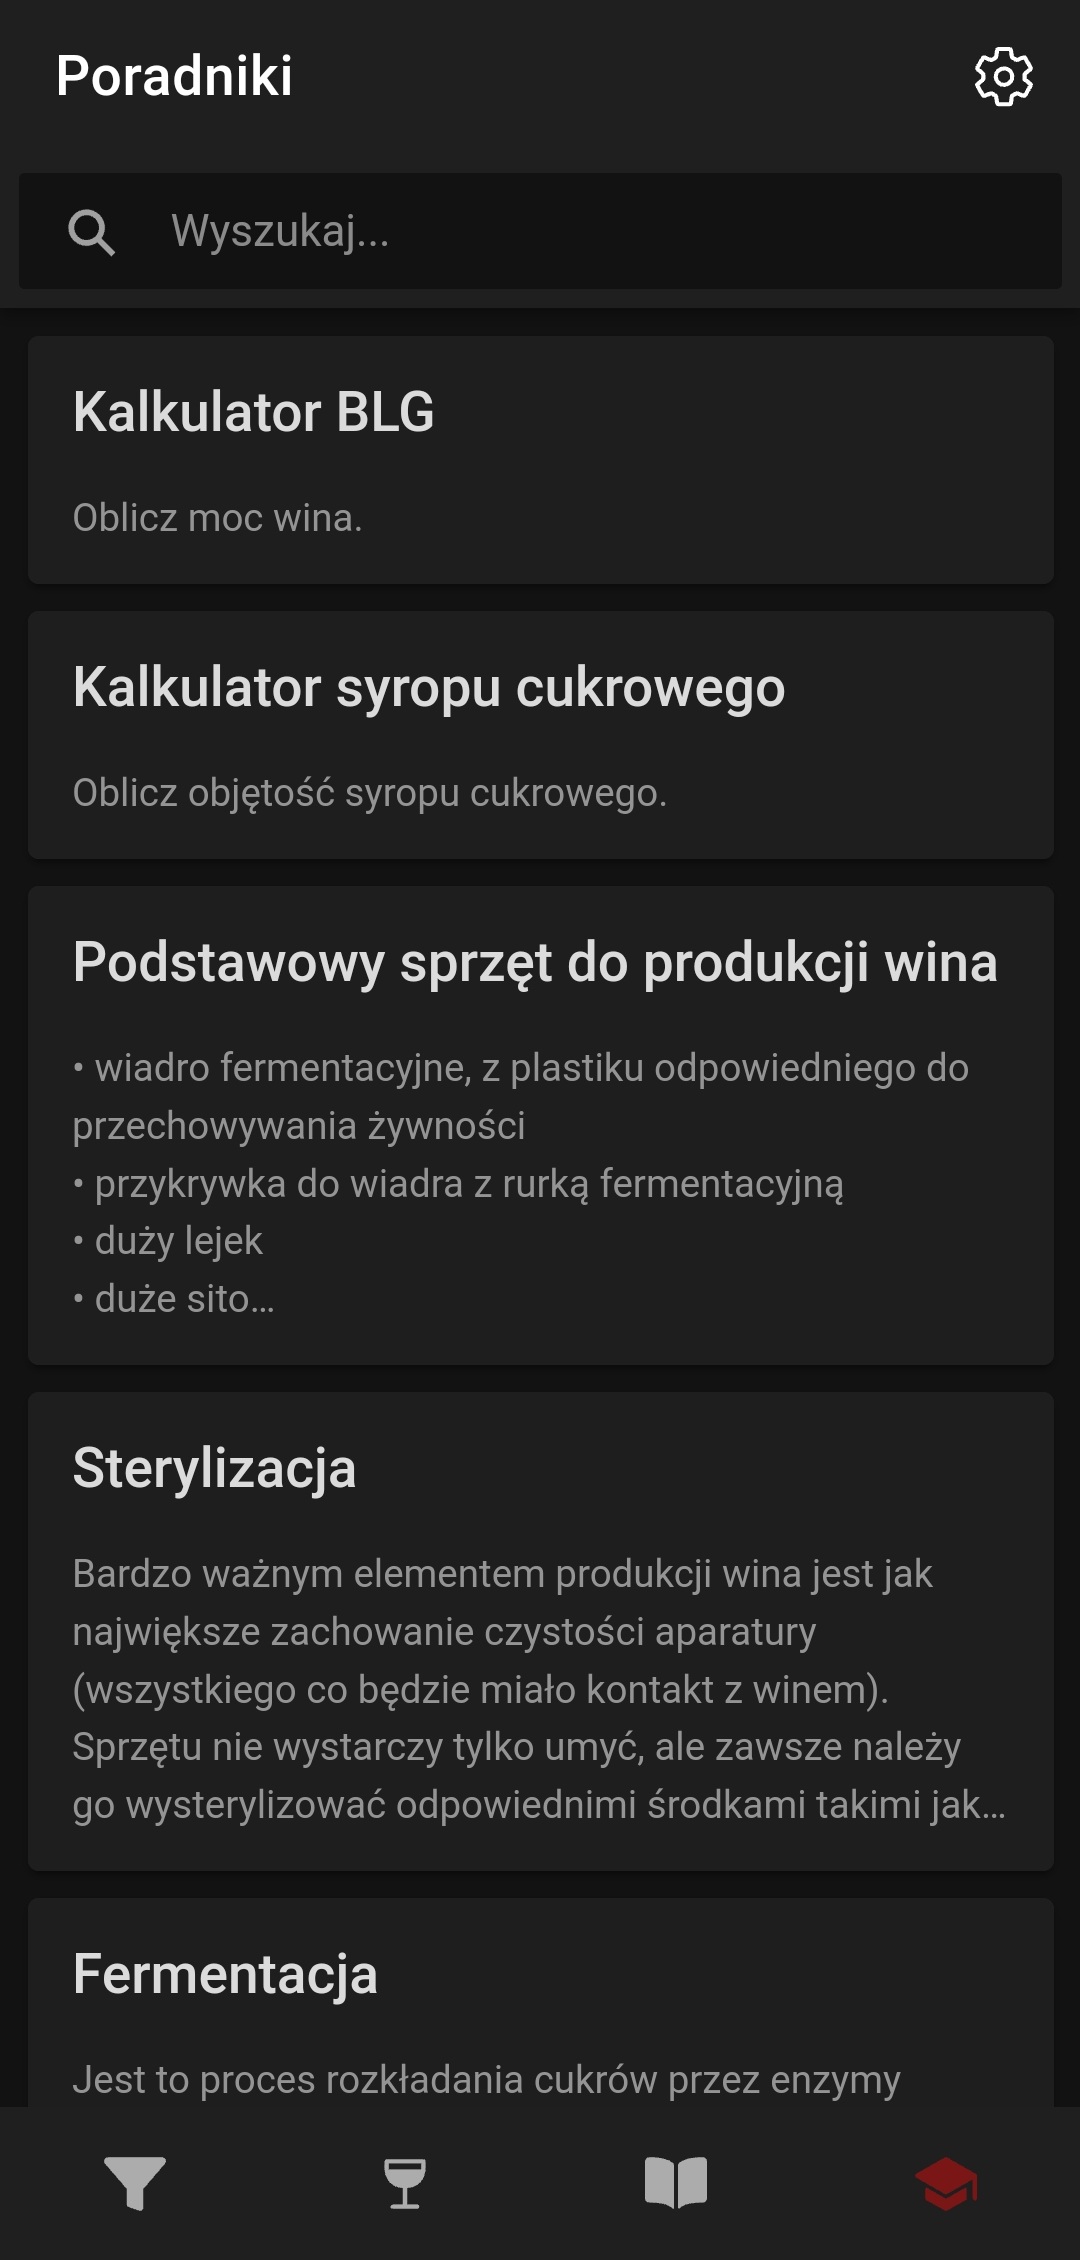 Poradniki
Wyszukaj...
Kalkulator BLG
Oblicz moc wina.
Kalkulator syropu cukrowego
Oblicz objętość syropu cukrowego.
Podstawowy sprzęt do produkcji wina
• wiadro fermentacyjne, z plastiku odpowiedniego do
przechowywania żywności
• przykrywka do wiadra z rurką fermentacyjną
• duży lejek
• duże sito…
Sterylizacja
Bardzo ważnym elementem produkcji wina jest jak
największe zachowanie czystości aparatury
(wszystkiego co będzie miało kontakt z winem).
Sprzętu nie wystarczy tylko umyć, ale zawsze należy
go wysterylizować odpowiednimi środkami takimi jak…
Fermentacja
Jest to proces rozkładania cukrów przez enzymy